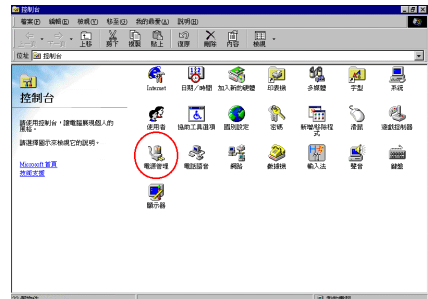 控制台
檔案(F) 編輯(E) 檢視(V) 移至(G) 我的最愛(A) 說明(H)
上一頁 下一頁 上移 剪下 複製 貼上 復原 刪除 內容 檢視
位址 控制台
控制台
請使用控制台，讓電腦展現個人的
風格。
請選擇圖示來檢視它的說明。
Microsoft 首頁
技術支援
Internet 日期／時間 加入新的硬體 印表機 多媒體 字型 系統
使用者 協助工具選項 國別設定 密碼 新增/移除程式 滑鼠 遊戲控制器
電源管理 電話語音 網路 數據機 輸入法 聲音 鍵盤
顯示器